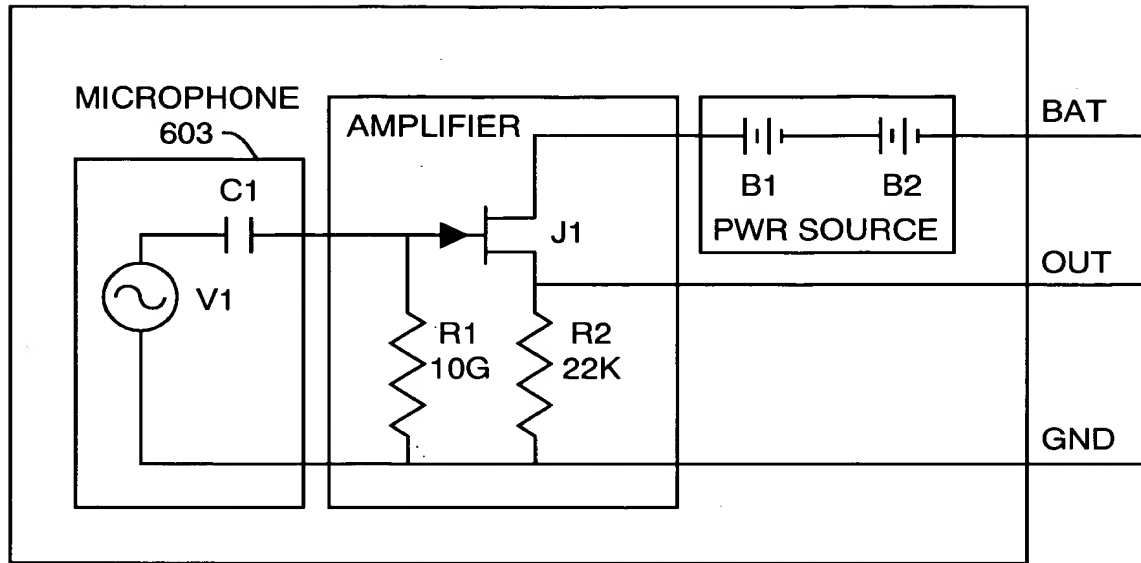 MICROPHONE
603
C1
V1
AMPLIFIER
J1
R1
10G
R2
22K
B1
B2
PWR SOURCE
BAT
OUT
GND